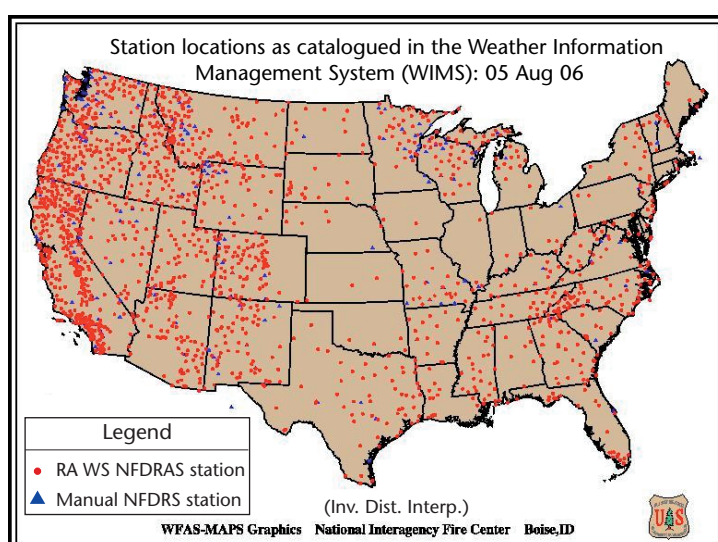 Station locations as catalogued in the Weather Information
Management System (WIMS): 05 Aug 06
Legend
RA WS NFDRAS station
Manual NFDRS station
(Inv. Dist. Interp.)
WFAS-MAPS Graphics National Interagency Fire Center Boise,ID
U S